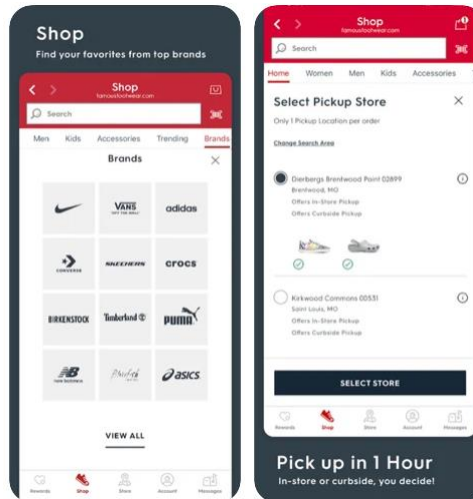 Shop
Find your favorites from top brands
Shop
famousfootwear.com
Search
Men Kids Accessories Trending Brands
Brands
VANS
"OFF THE WALL"
adidas
CONVERSE
SKECHERS
crocs
BIRKENSTOCK
Timberland
PUMA
NB
new balance
asics
VIEW ALL
Rewards Shop Store Account Messages
Shop
famousfootwear.com
Search
Home Women Men Kids Accessories
Select Pickup Store
Only 1 Pickup Location per order.
Change Search Area
Dierbergs Brentwood Point 02899
Brentwood, MO
Offers In-Store Pickup
Offers Curbside Pickup
Kirkwood Commons 00531
Saint Louis, MO
Offers In-Store Pickup
Offers Curbside Pickup
SELECT STORE
Rewards Shop Store Account Messages
Pick up in 1 Hour
In-store or curbside, you decide!